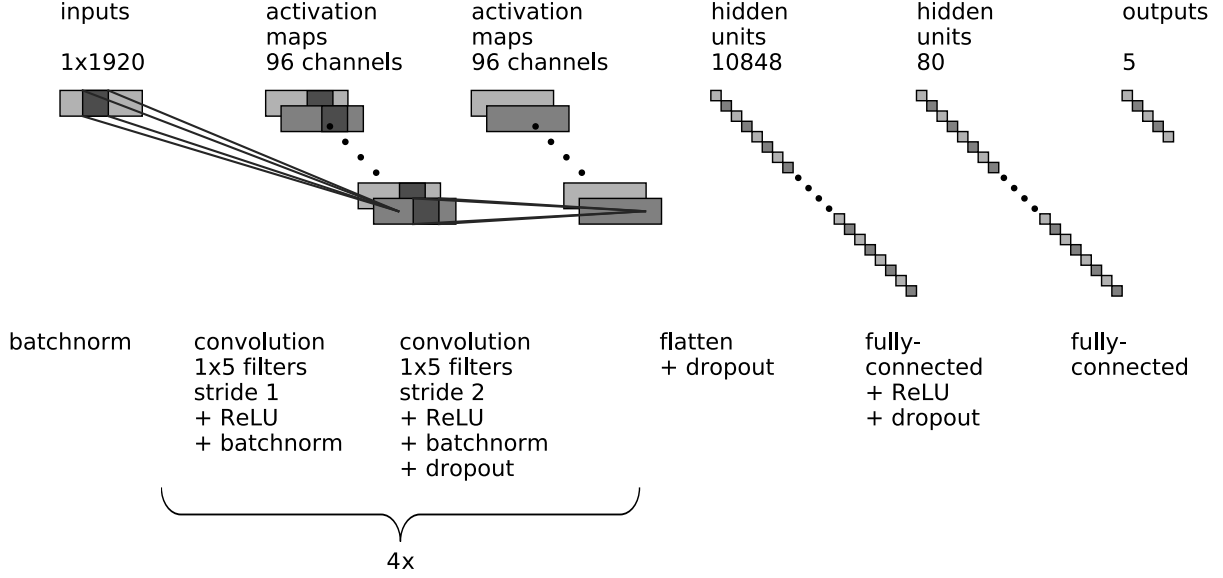 inputs
1x1920
activation
maps
96 channels
activation
maps
96 channels
hidden
units
10848
hidden
units
80
outputs
5
batchnorm
convolution
1x5 filters
stride 1
+ ReLU
+ batchnorm
convolution
1x5 filters
stride 2
+ ReLU
+ batchnorm
+ dropout
flatten
+ dropout
fully-
connected
+ ReLU
+ dropout
fully-
connected
4x